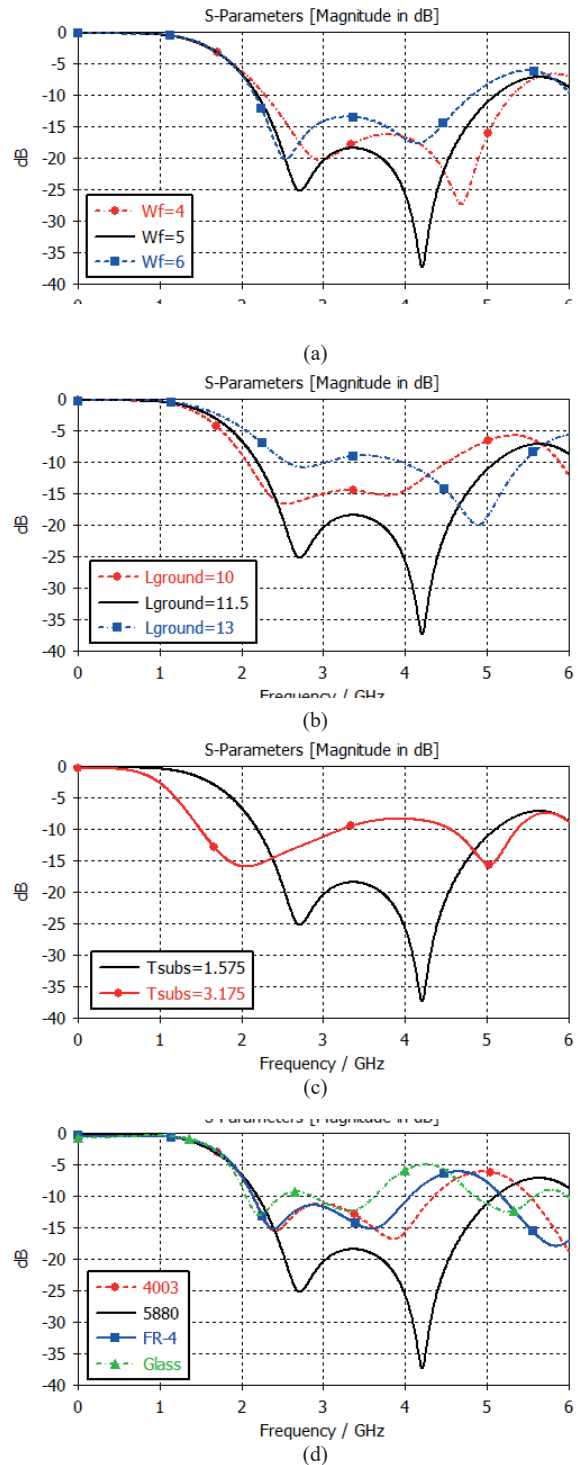 S-Parameters [Magnitude in dB]
0
-5
-10
-15
-20
-25
-30
-35
-40
dB
Wf=4
Wf=5
Wf=6
0 1 2 3 4 5 6
(a)
S-Parameters [Magnitude in dB]
0
-5
-10
-15
-20
-25
-30
-35
-40
dB
Lground=10
Lground=11.5
Lground=13
0 1 2 3 4 5 6
Frequency / GHz
(b)
S-Parameters [Magnitude in dB]
0
-5
-10
-15
-20
-25
-30
-35
-40
dB
Tsubs=1.575
Tsubs=3.175
0 1 2 3 4 5 6
Frequency / GHz
(c)
S-Parameters [Magnitude in dB]
0
-5
-10
-15
-20
-25
-30
-35
-40
dB
4003
5880
FR-4
Glass
0 1 2 3 4 5 6
(d)